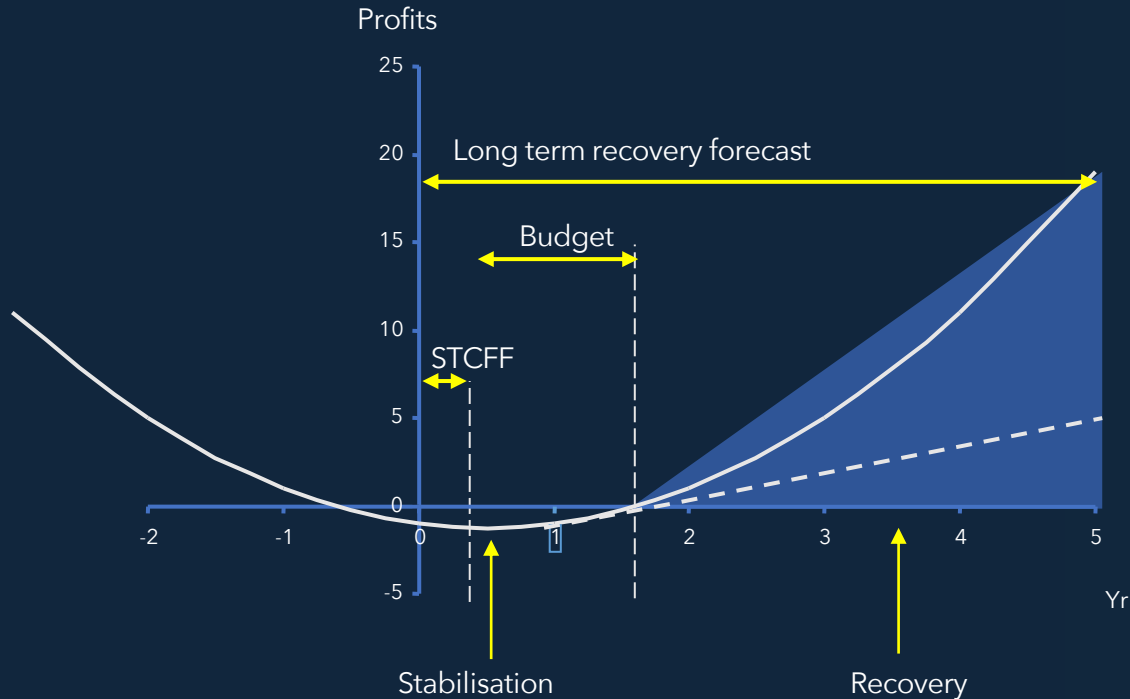 Profits
25
20
Long term recovery forecast
15
Budget
10
STCFF
5
0
-2 -1 0 1 2 3 4 5
-5
Yr
Stabilisation Recovery